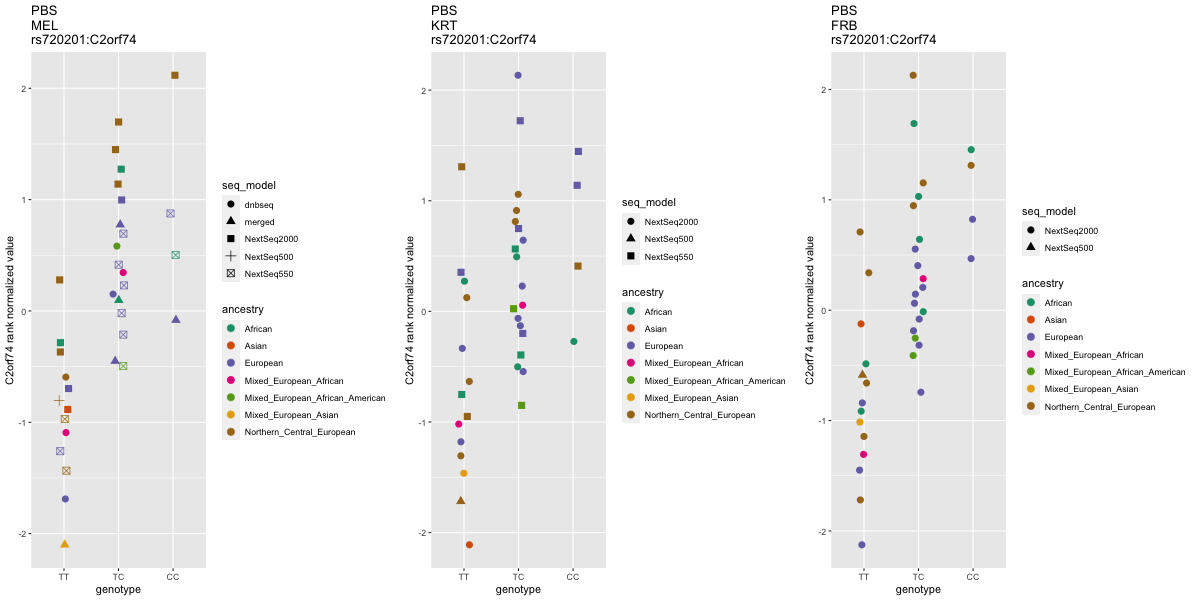 PBS
MEL
rs720201:C2orf74
C2orf74 rank normalized value
2
1
0
-1
-2
TT
TC
CC
genotype
seq_model
dnbseq
merged
NextSeq2000
NextSeq500
NextSeq550
ancestry
African
Asian
European
Mixed_European_African
Mixed_European_African_American
Mixed_European_Asian
Northern_Central_European
PBS
KRT
rs720201:C2orf74
C2orf74 rank normalized value
2
1
0
-1
-2
TT
TC
CC
genotype
seq_model
NextSeq2000
NextSeq500
NextSeq550
ancestry
African
Asian
European
Mixed_European_African
Mixed_European_African_American
Mixed_European_Asian
Northern_Central_European
PBS
FRB
rs720201:C2orf74
C2orf74 rank normalized value
2
1
0
-1
-2
TT
TC
CC
genotype
seq_model
NextSeq2000
NextSeq500
ancestry
African
Asian
European
Mixed_European_African
Mixed_European_African_American
Mixed_European_Asian
Northern_Central_European